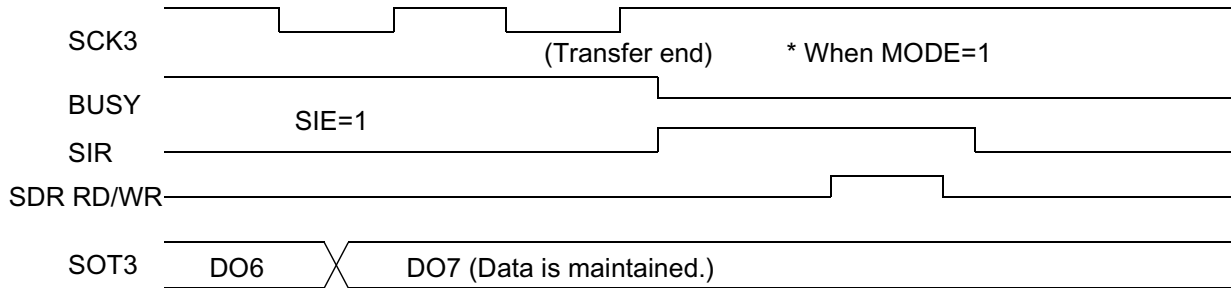 SCK3
(Transfer end) * When MODE=1
BUSY
SIE=1
SIR
SDR RD/WR
SOT3 DO6 DO7 (Data is maintained.)